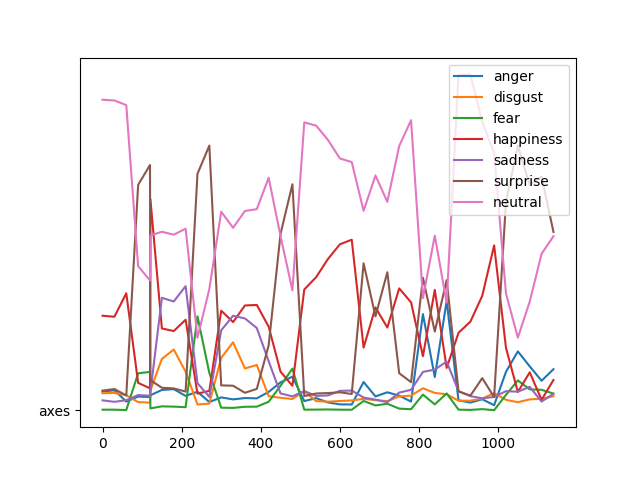 anger
disgust
fear
happiness
sadness
surprise
neutral
axes
0 200 400 600 800 1000